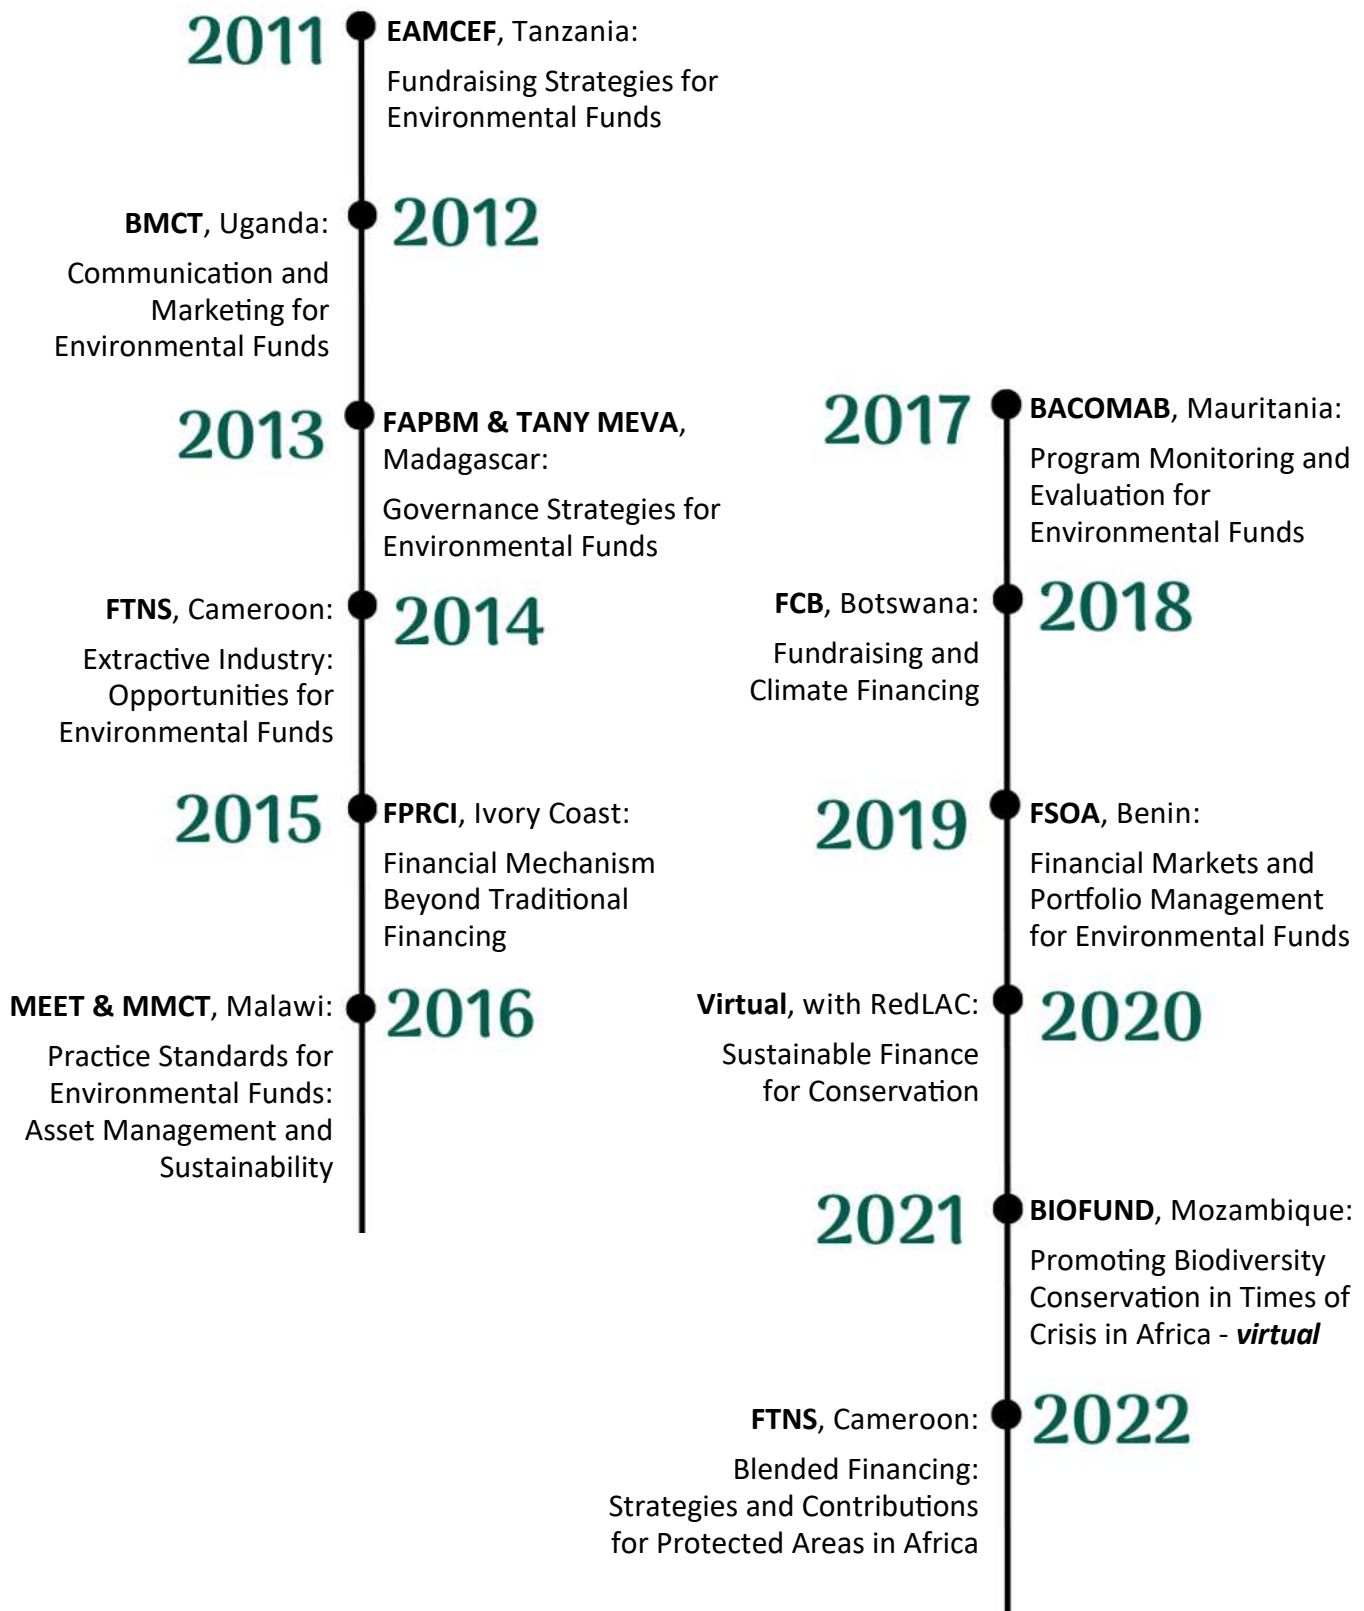 2011
EAMCEF, Tanzania:
Fundraising Strategies for
Environmental Funds
2012
BMCT, Uganda:
Communication and
Marketing for
Environmental Funds
2013
FAPBM & TANY MEVA,
Madagascar:
Governance Strategies for
Environmental Funds
2014
FTNS, Cameroon:
Extractive Industry:
Opportunities for
Environmental Funds
2015
FPRCI, Ivory Coast:
Financial Mechanism
Beyond Traditional
Financing
2016
MEET & MMCT, Malawi:
Practice Standards for
Environmental Funds:
Asset Management and
Sustainability
2017
BACOMAB, Mauritania:
Program Monitoring and
Evaluation for
Environmental Funds
2018
FCB, Botswana:
Fundraising and
Climate Financing
2019
FSOA, Benin:
Financial Markets and
Portfolio Management
for Environmental Funds
2020
Virtual, with RedLAC:
Sustainable Finance
for Conservation
2021
BIOFUND, Mozambique:
Promoting Biodiversity
Conservation in Times of
Crisis in Africa - virtual
2022
FTNS, Cameroon:
Blended Financing:
Strategies and Contributions
for Protected Areas in Africa